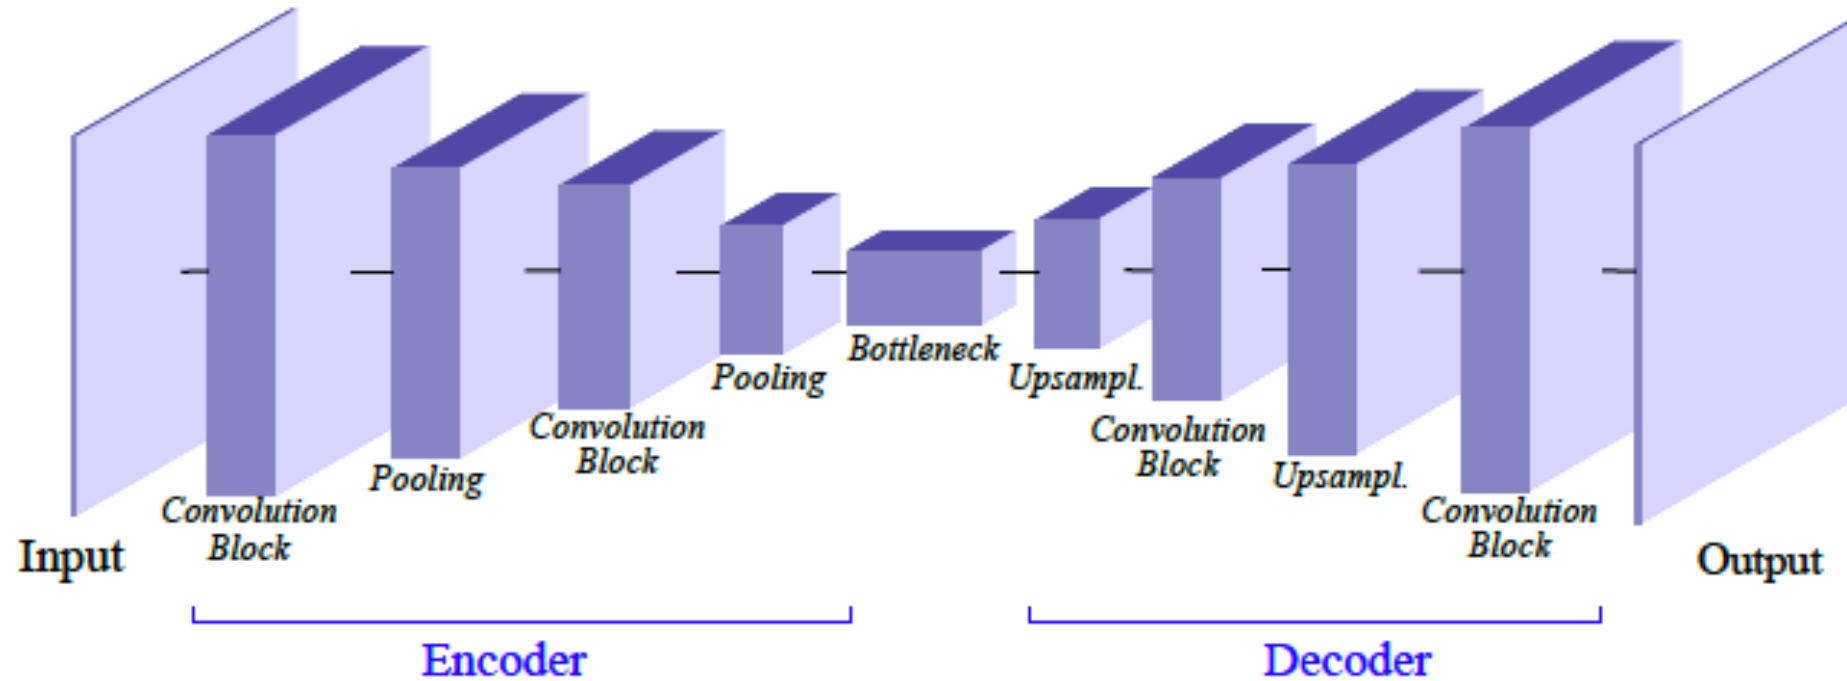 Input
Convolution
Block
Pooling
Convolution
Block
Pooling
Bottleneck
Upsampl.
Convolution
Block
Upsampl.
Convolution
Block
Output
Encoder
Decoder